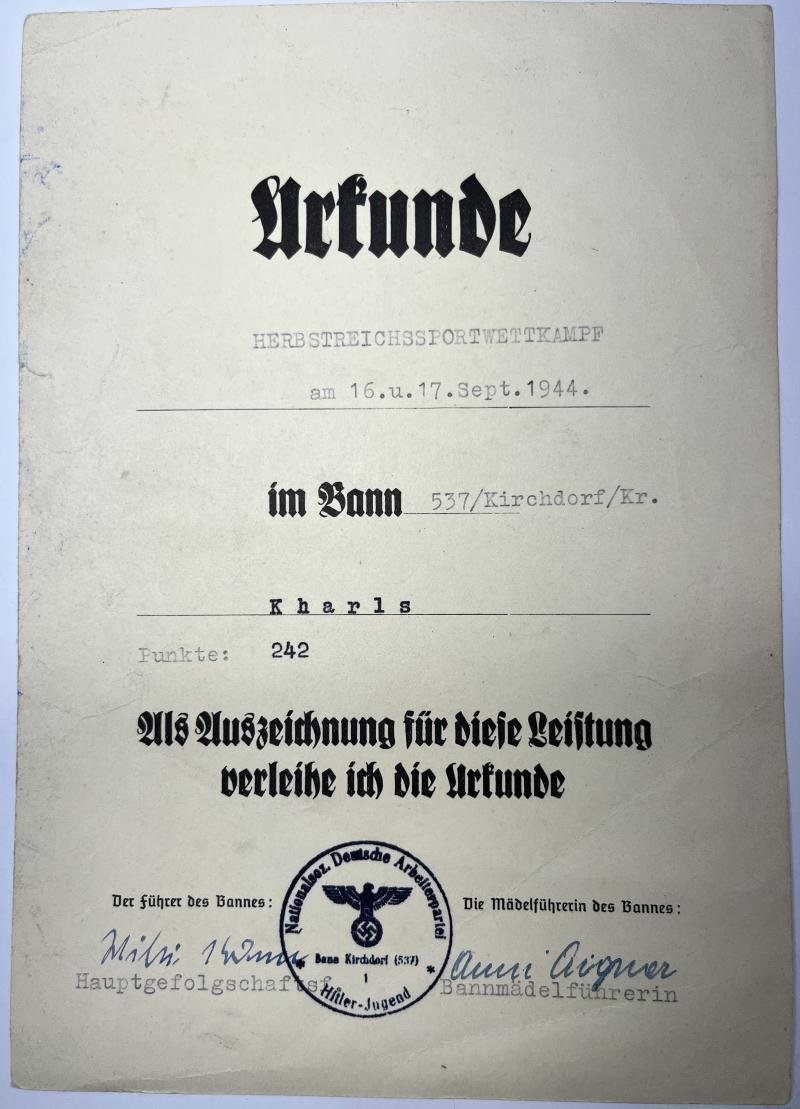 Urkunde
HERBSTREICHSSPORTWETTKAMPF
am 16.u.17.Sept.1944.
im Bann 537/Kirchdorf/Kr.
Kharls
Punkte: 242
Als Auszeichnung für diese Leistung
verleihe ich die Urkunde
Der Führer des Bannes:
Hauptgefolgschaftsf.
Nationalsoz. Deutsche Arbeiterpartei
Bann Kirchdorf (537)
1
Hitler-Jugend
Die Mädelführerin des Bannes:
Anni Aigner
Bannmädelführerin